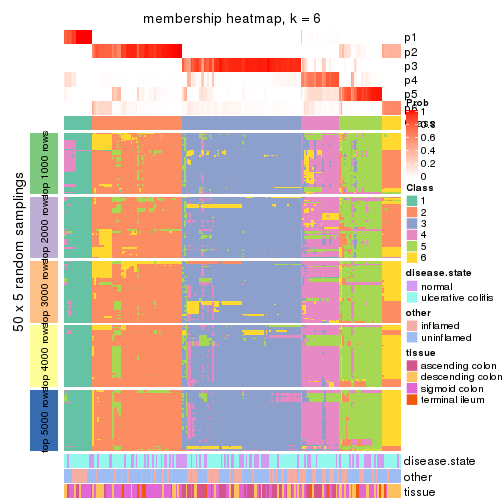 membership heatmap, k = 6
p1
p2
p3
p4
p5
p6
Prob
1
0.8
0.6
0.4
0.2
0
Class
1
2
3
4
5
6
disease.state
normal
ulcerative colitis
other
inflamed
uninflamed
tissue
ascending colon
descending colon
sigmoid colon
terminal ileum
50 x 5 random samplings
top 1000 rows
top 2000 rows
top 3000 rows
top 4000 rows
top 5000 rows
disease.state
other
tissue